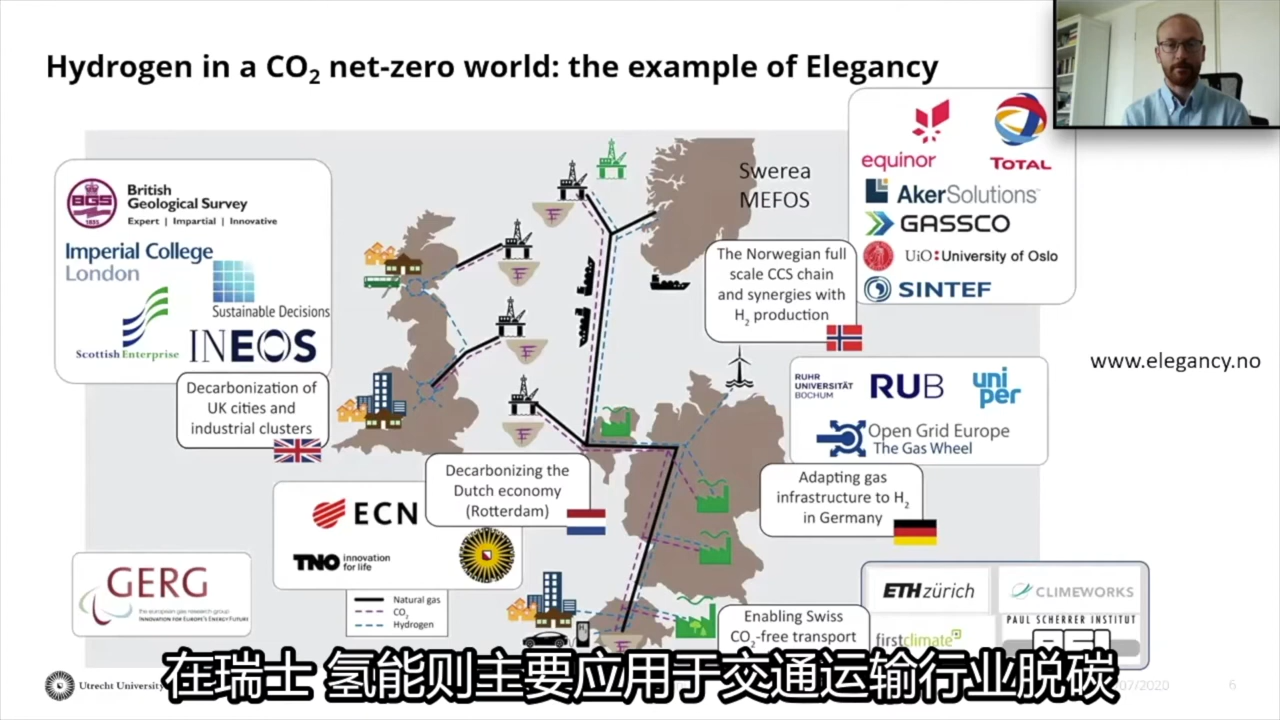 Hydrogen in a CO₂ net-zero world: the example of Elegancy
BGS
1835
British
Geological Survey
Expert | Impartial | Innovative
Imperial College
London
Sustainable Decisions
Scottish Enterprise
INEOS
Decarbonization of
UK cities and
industrial clusters
Swerea
MEFOS
equinor
TOTAL
AkerSolutions
GASSCO
UiO: University of Oslo
SINTEF
The Norwegian full
scale CCS chain
and synergies with
H₂ production
www.elegancy.no
RUHR
UNIVERSITÄT
BOCHUM
RUB
uni
per
Open Grid Europe
The Gas Wheel
Adapting gas
infrastructure to H₂
in Germany
Decarbonizing the
Dutch economy
(Rotterdam)
ECN
TNO innovation
for life
GERG
the european gas research group
INNOVATION FOR EUROPE'S ENERGY FUTURE
Natural gas
CO₂
Hydrogen
Enabling Swiss
CO₂-free transport
ETH zürich
CLIMEWORKS
firstclimate
PAUL SCHERRER INSTITUT
PSI
在瑞士 氢能则主要应用于交通运输行业脱碳
Utrecht University
07/2020
6